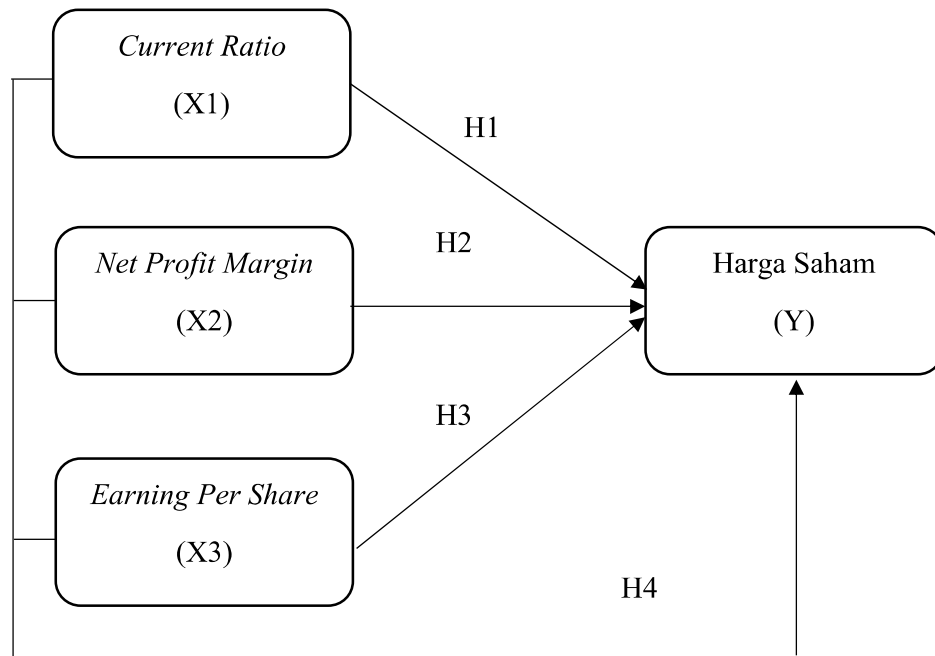 Current Ratio
(X1)
H1
H2
Net Profit Margin
(X2)
Harga Saham
(Y)
H3
Earning Per Share
(X3)
H4